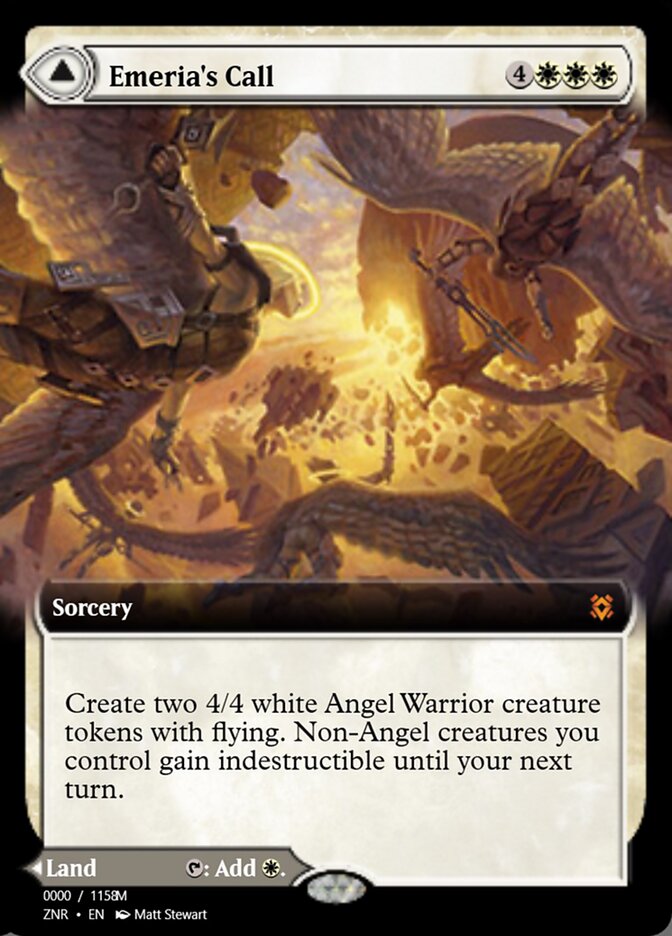 Emeria's Call 4
Sorcery
Create two 4/4 white Angel Warrior creature
tokens with flying. Non-Angel creatures you
control gain indestructible until your next
turn.
Land : Add .
0000 / 1158M
ZNR • EN Matt Stewart